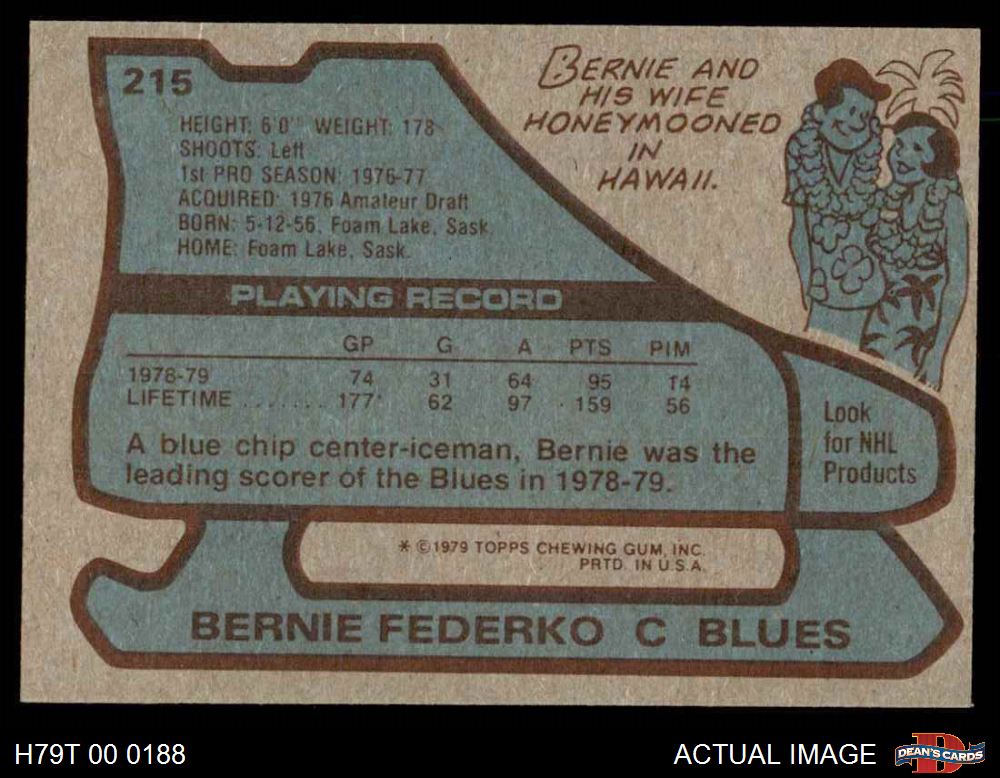 215
HEIGHT: 6'0" WEIGHT: 178
SHOOTS: Left
1st PRO SEASON: 1976-77
ACQUIRED: 1976 Amateur Draft
BORN: 5-12-56, Foam Lake, Sask.
HOME: Foam Lake, Sask.
BERNIE AND
HIS WIFE
HONEYMOONED
IN
HAWAII.
PLAYING RECORD
GP G A PTS PIM
1978-79 74 31 64 95 14
LIFETIME ....... 177 62 97 159 56
A blue chip center-iceman, Bernie was the
leading scorer of the Blues in 1978-79.
Look
for NHL
Products
* © 1979 TOPPS CHEWING GUM, INC.
PRTD. IN U.S.A.
BERNIE FEDERKO C BLUES
H79T 00 0188
ACTUAL IMAGE
D
DEAN'S CARDS